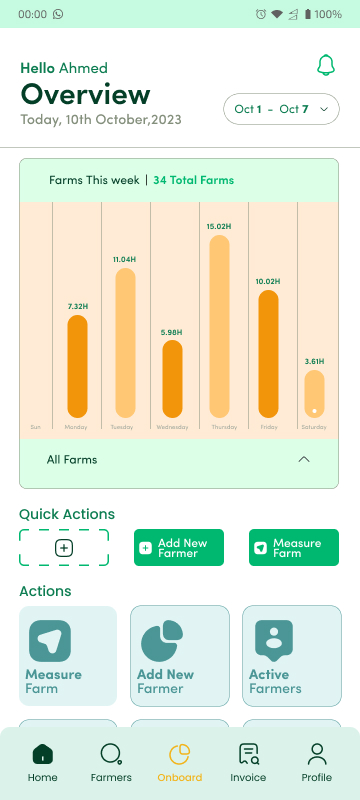 00:00 100%
Hello Ahmed
Overview
Today, 10th October,2023
Oct 1 - Oct 7
Farms This week | 34 Total Farms
15.02H
11.04H
10.02H
7.32H
5.98H
3.61H
Sun Monday Tuesday Wednesday Thursday Friday Saturday
All Farms
Quick Actions
Add New
Farmer
Measure
Farm
Actions
Measure
Farm
Add New
Farmer
Active
Farmers
Home Farmers Onboard Invoice Profile